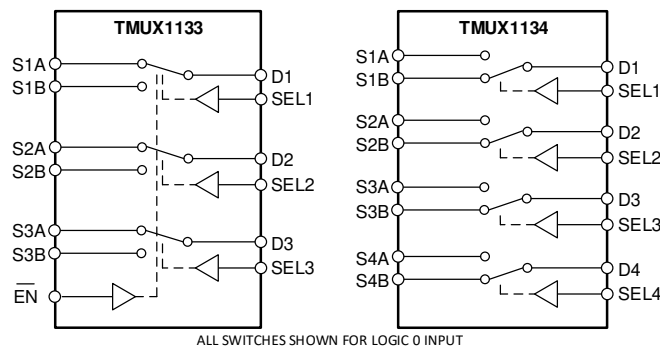 TMUX1133
S1A
S1B
D1
SEL1
S2A
S2B
D2
SEL2
S3A
S3B
D3
SEL3
EN
TMUX1134
S1A
S1B
D1
SEL1
S2A
S2B
D2
SEL2
S3A
S3B
D3
SEL3
S4A
S4B
D4
SEL4
ALL SWITCHES SHOWN FOR LOGIC 0 INPUT